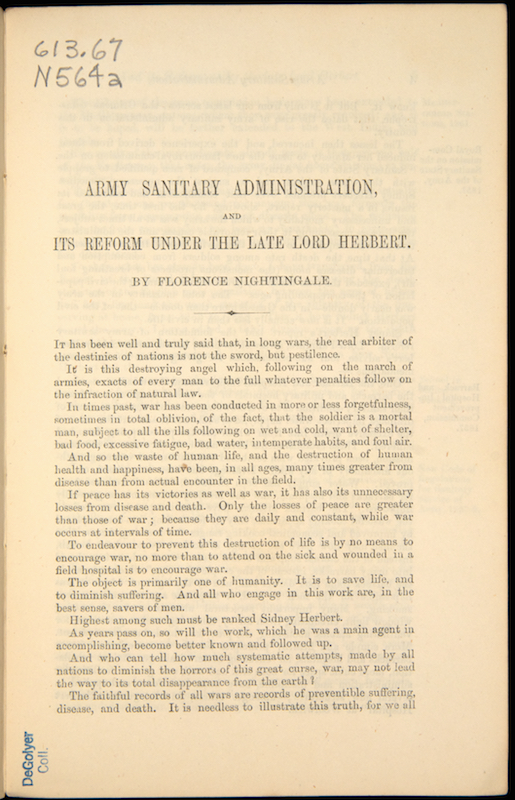 613.67
N564a
ARMY SANITARY ADMINISTRATION,
AND
ITS REFORM UNDER THE LATE LORD HERBERT.
BY FLORENCE NIGHTINGALE.
IT has been well and truly said that, in long wars, the real arbiter of
the destinies of nations is not the sword, but pestilence.
It is this destroying angel which, following on the march of
armies, exacts of every man to the full whatever penalties follow on
the infraction of natural law.
In times past, war has been conducted in more or less forgetfulness,
sometimes in total oblivion, of the fact, that the soldier is a mortal
man, subject to all the ills following on wet and cold, want of shelter,
bad food, excessive fatigue, bad water, intemperate habits, and foul air.
And so the waste of human life, and the destruction of human
health and happiness, have been, in all ages, many times greater from
disease than from actual encounter in the field.
If peace has its victories as well as war, it has also its unnecessary
losses from disease and death. Only the losses of peace are greater
than those of war; because they are daily and constant, while war
occurs at intervals of time.
To endeavour to prevent this destruction of life is by no means to
encourage war, no more than to attend on the sick and wounded in a
field hospital is to encourage war.
The object is primarily one of humanity. It is to save life, and
to diminish suffering. And all who engage in this work are, in the
best sense, savers of men.
Highest among such must be ranked Sidney Herbert.
As years pass on, so will the work, which he was a main agent in
accomplishing, become better known and followed up.
And who can tell how much systematic attempts, made by all
nations to diminish the horrors of this great curse, war, may not lead
the way to its total disappearance from the earth?
The faithful records of all wars are records of preventible suffering,
disease, and death. It is needless to illustrate this truth, for we all
DeGolyer
Coll.